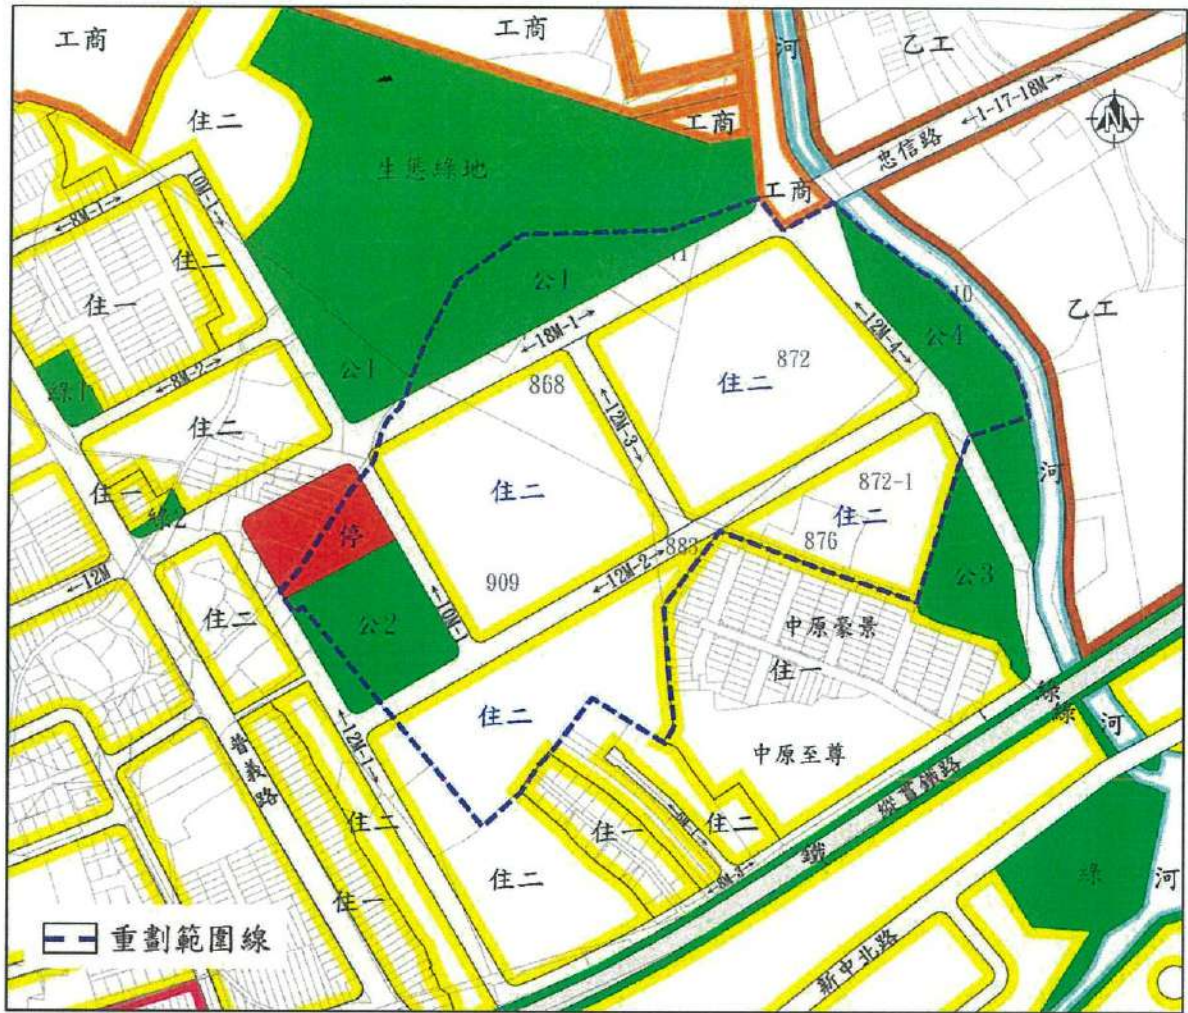 工商
工商
河
乙工
住二
工商
忠信路
←1-17-18M→
N
生態綠地
10M-1→
工商
←8M-1→
住二
住一
公1
10
乙工
←18M-1→
←12M-4→
公4
公1
綠1
←8M-2→
868
住二
872
住二
←12M-3→
住一
綠2
住二
872-1
河
停
住二
883
876
←12M
909
←12M-2→
公3
公2
←10M-1
住二
中原豪景
住一
住二
綠
綠
河
普義路
←12M-1→
中原至尊
縱貫鐵路
住二
住一
住二
鐵
住二
←8M-3→
綠
河
住一
新中北路
重劃範圍線